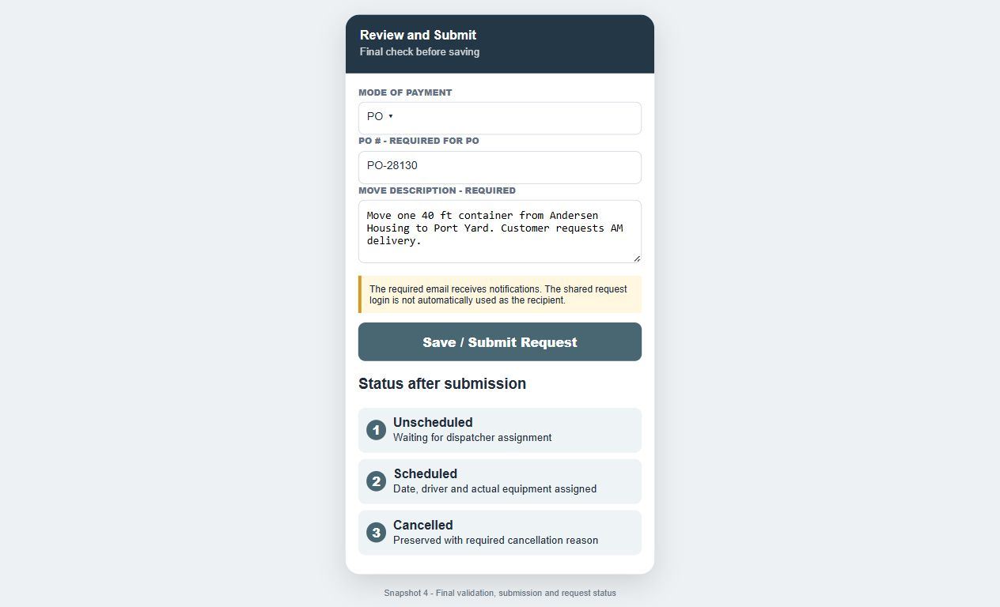 Review and Submit
Final check before saving
MODE OF PAYMENT
PO
PO # - REQUIRED FOR PO
PO-28130
MOVE DESCRIPTION - REQUIRED
Move one 40 ft container from Andersen
Housing to Port Yard. Customer requests AM
delivery.
The required email receives notifications. The shared request
login is not automatically used as the recipient.
Save / Submit Request
Status after submission
1
Unscheduled
Waiting for dispatcher assignment
2
Scheduled
Date, driver and actual equipment assigned
3
Cancelled
Preserved with required cancellation reason
Snapshot 4 - Final validation, submission and request status